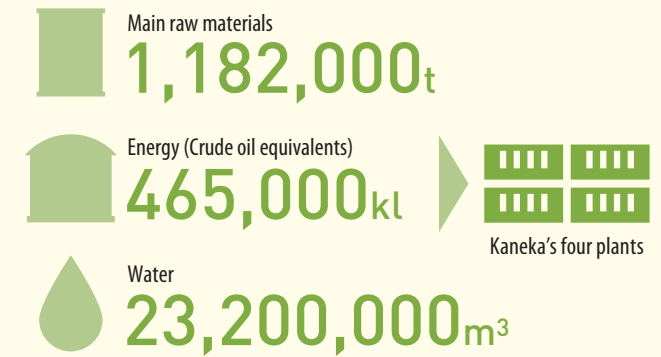 Main raw materials
1,182,000t
Energy (Crude oil equivalents)
465,000kl
Kaneka's four plants
Water
23,200,000m³